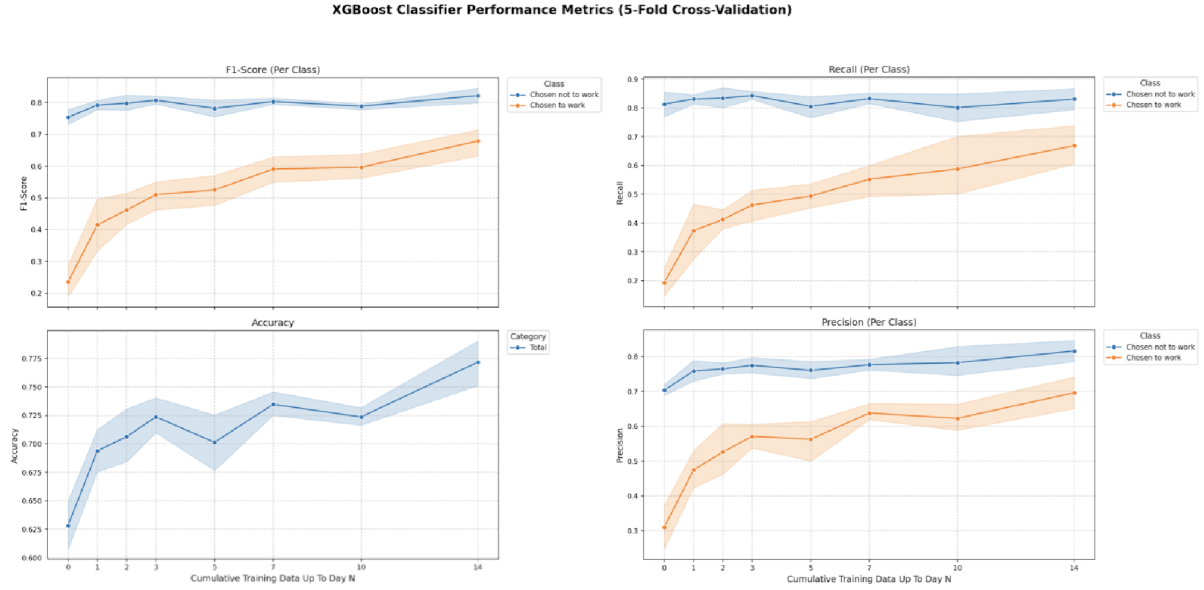 XGBoost Classifier Performance Metrics (5-Fold Cross-Validation)
F1-Score (Per Class)
F1-Score
0.8
0.7
0.6
0.5
0.4
0.3
0.2
Class
Chosen not to work
Chosen to work
Recall (Per Class)
Recall
0.9
0.8
0.7
0.6
0.5
0.4
0.3
0.2
Class
Chosen not to work
Chosen to work
Accuracy
Accuracy
0.775
0.750
0.725
0.700
0.675
0.650
0.625
0.600
0 1 2 3 5 7 10 14
Cumulative Training Data Up To Day N
Category
Total
Precision (Per Class)
Precision
0.8
0.7
0.6
0.5
0.4
0.3
0 1 2 3 5 7 10 14
Cumulative Training Data Up To Day N
Class
Chosen not to work
Chosen to work